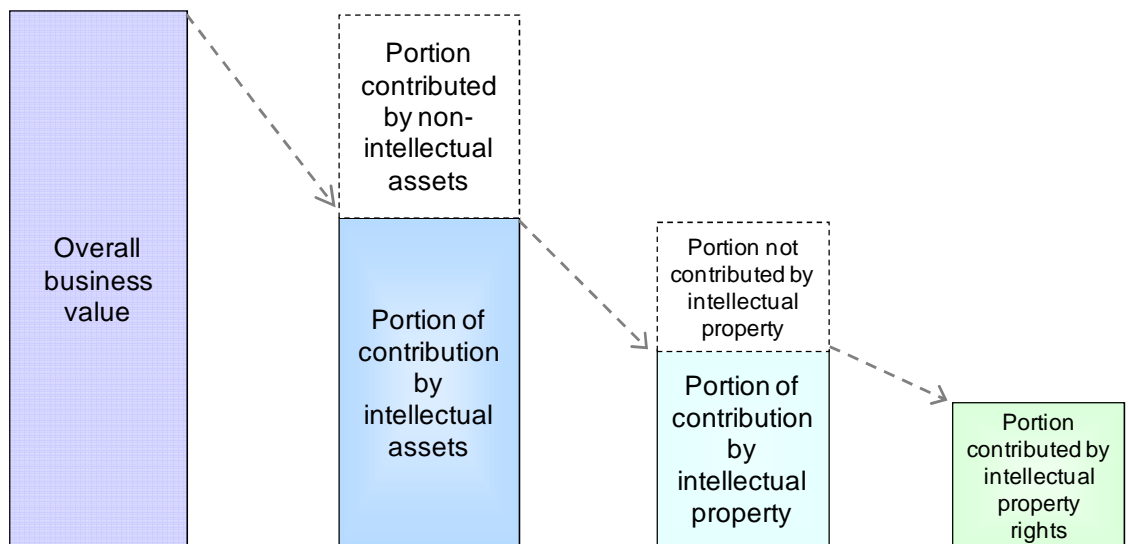 Overall
business
value
Portion
contributed
by non-
intellectual
assets
Portion of
contribution
by
intellectual
assets
Portion not
contributed by
intellectual
property
Portion of
contribution
by
intellectual
property
Portion
contributed by
intellectual
property
rights